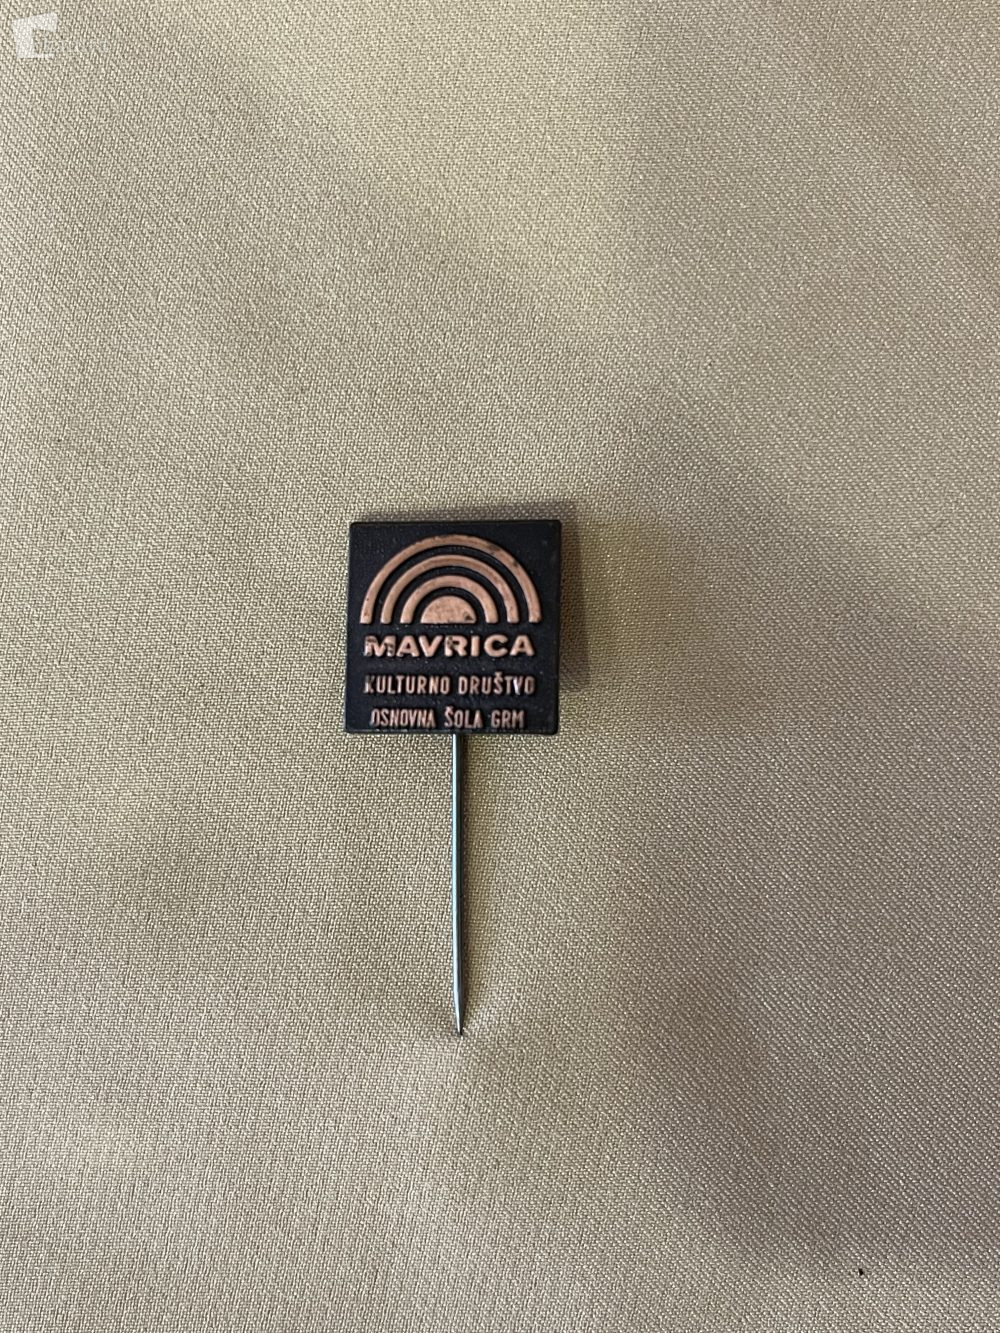 MAVRICA
KULTURNO DRUŠTVO
OSNOVNA ŠOLA GRM